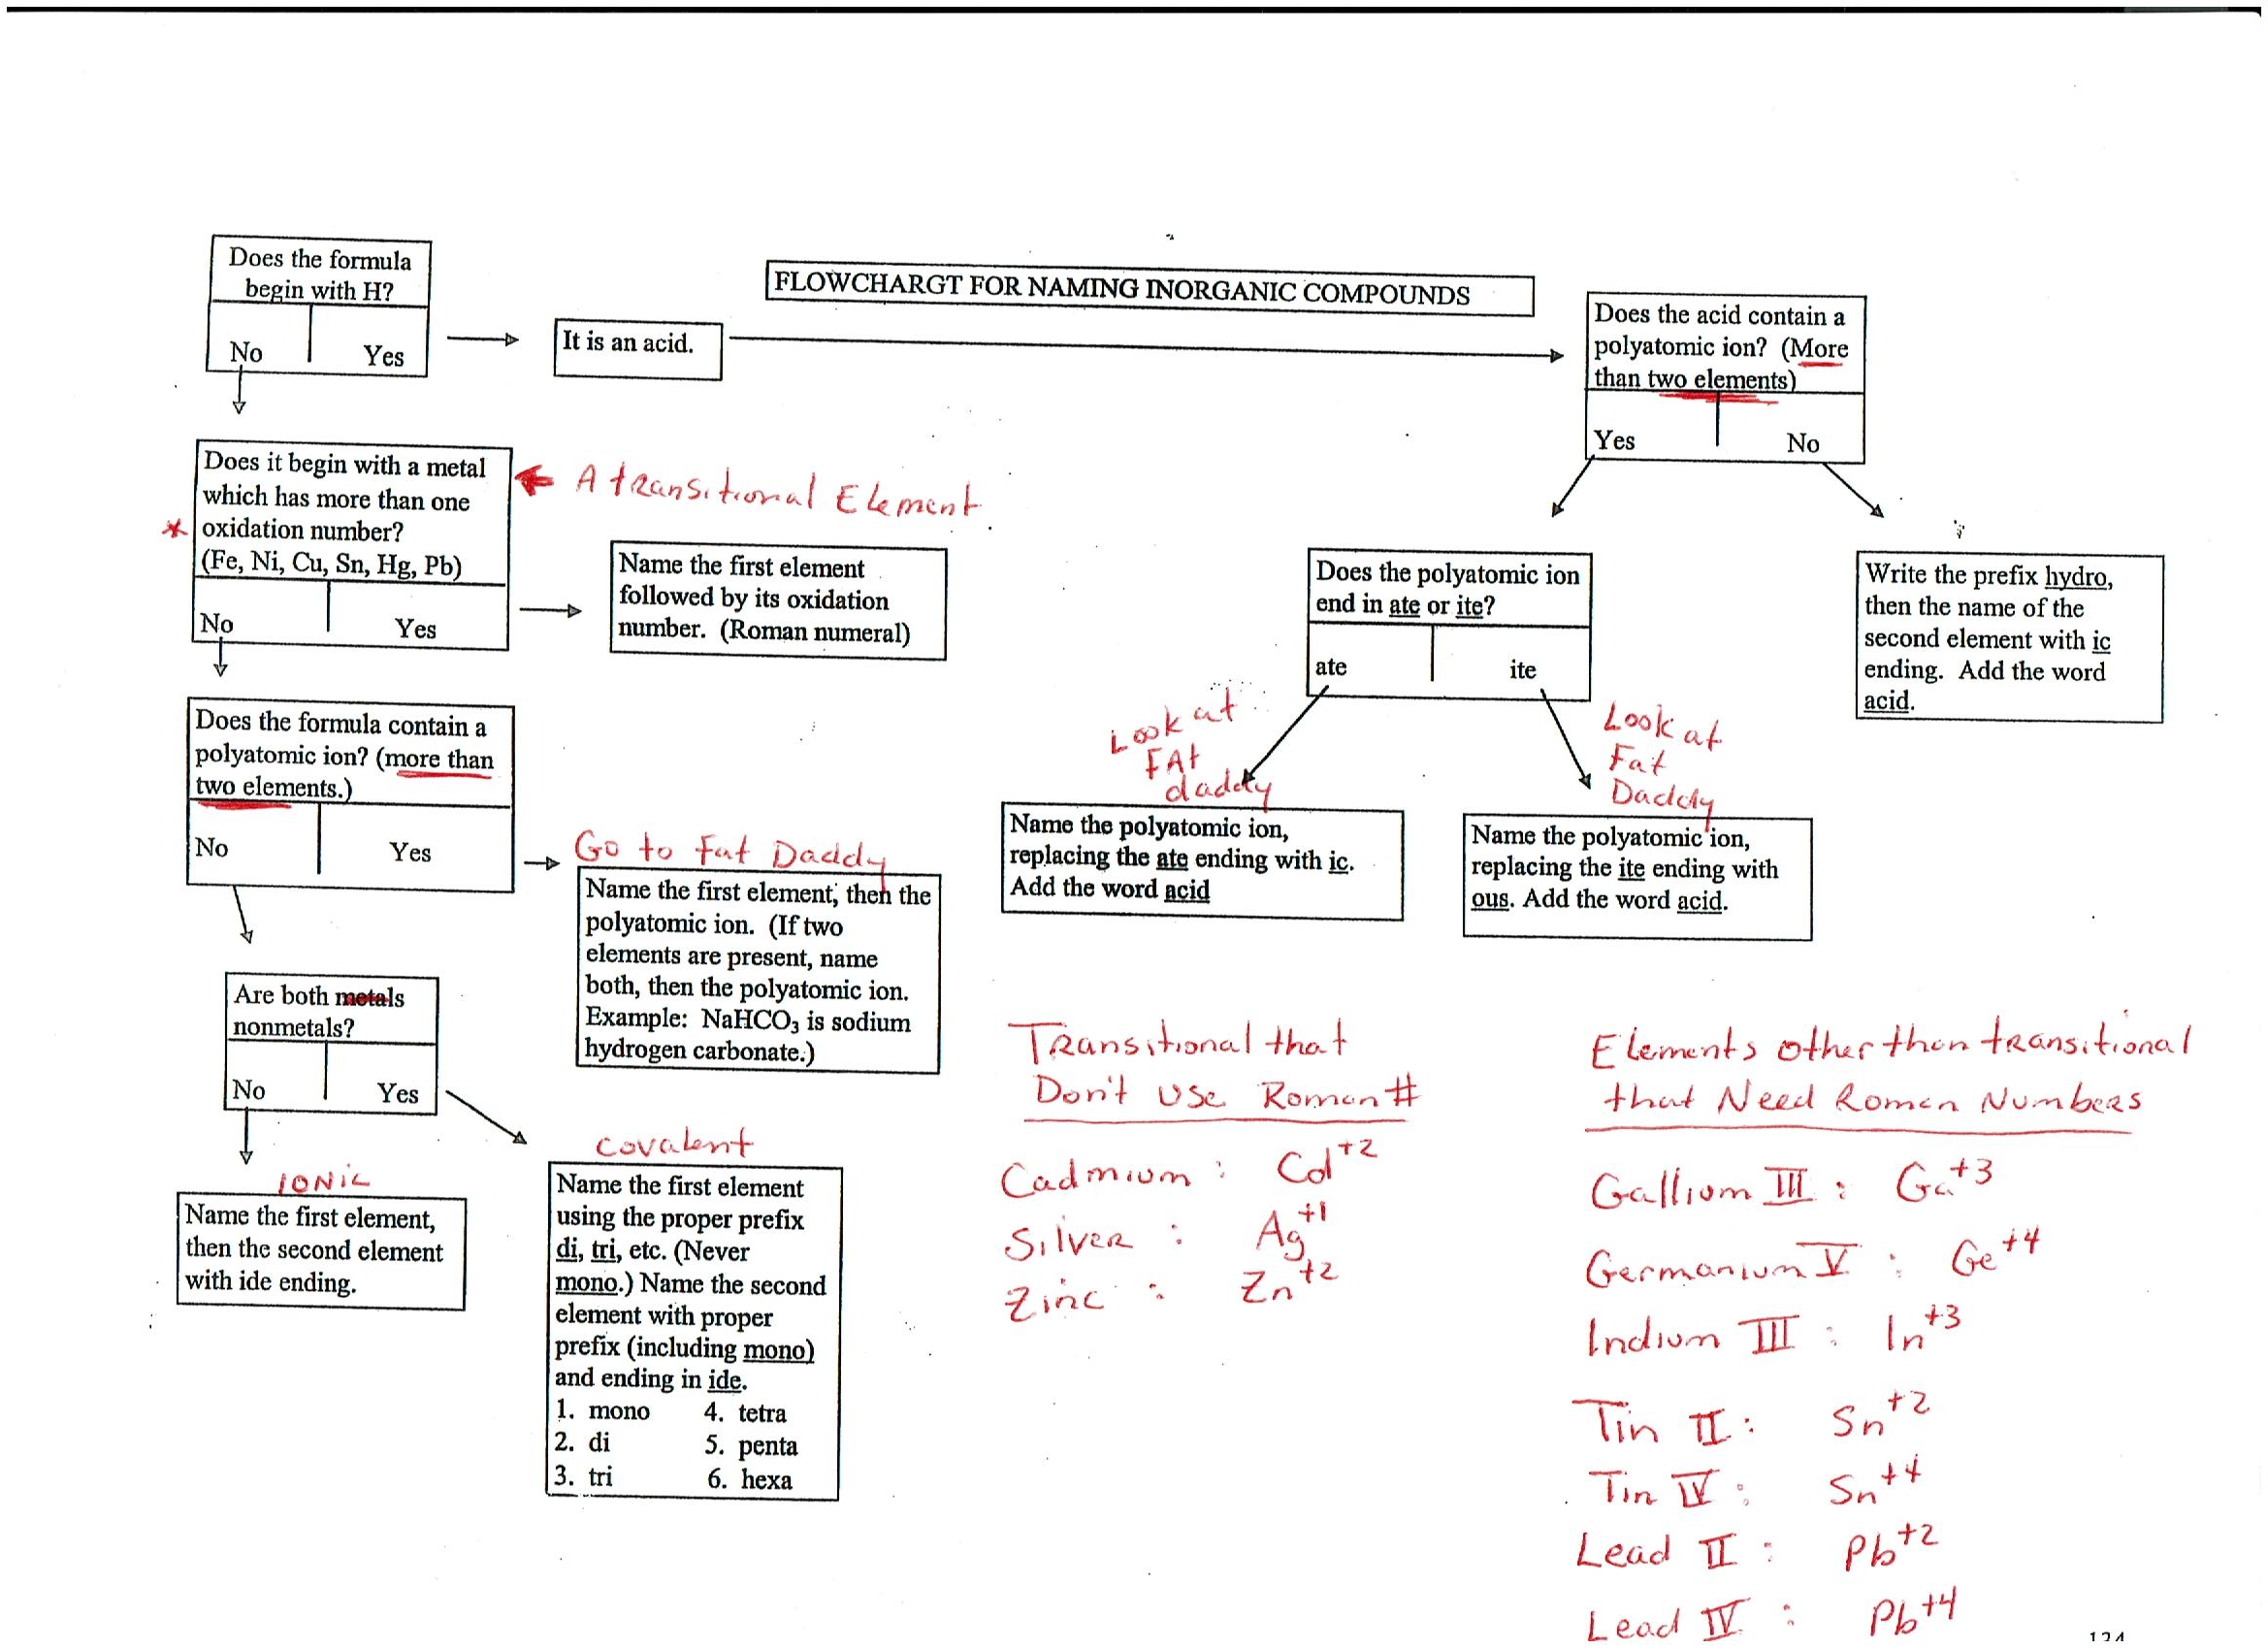 FLOWCHARGT FOR NAMING INORGANIC COMPOUNDS
Does the formula
begin with H?
No
Yes
It is an acid.
Does the acid contain a
polyatomic ion? (More
than two elements)
Yes
No
Does it begin with a metal
which has more than one
* oxidation number?
(Fe, Ni, Cu, Sn, Hg, Pb)
No
Yes
A transitional Element
Name the first element
followed by its oxidation
number. (Roman numeral)
Does the polyatomic ion
end in ate or ite?
ate
ite
Write the prefix hydro,
then the name of the
second element with ic
ending. Add the word
acid.
Look at
FAt
daddy
Look at
Fat
Daddy
Name the polyatomic ion,
replacing the ate ending with ic.
Add the word acid
Name the polyatomic ion,
replacing the ite ending with
ous. Add the word acid.
Does the formula contain a
polyatomic ion? (more than
two elements.)
No
Yes
Go to Fat Daddy
Name the first element, then the
polyatomic ion. (If two
elements are present, name
both, then the polyatomic ion.
Example: NaHCO₃ is sodium
hydrogen carbonate.)
Are both metals
nonmetals?
No
Yes
IONIC
Name the first element,
then the second element
with ide ending.
covalent
Name the first element
using the proper prefix
di, tri, etc. (Never
mono.) Name the second
element with proper
prefix (including mono)
and ending in ide.
1. mono 4. tetra
2. di 5. penta
3. tri 6. hexa
Transitional that
Don't Use Roman #
Cadmium : Cd+2
Silver : Ag+1
Zinc : Zn+2
Elements other than transitional
that Need Roman Numbers
Gallium III : Ga+3
Germanium V : Ge+4
Indium III : In+3
Tin II : Sn+2
Tin IV : Sn+4
Lead II : Pb+2
Lead IV : Pb+4